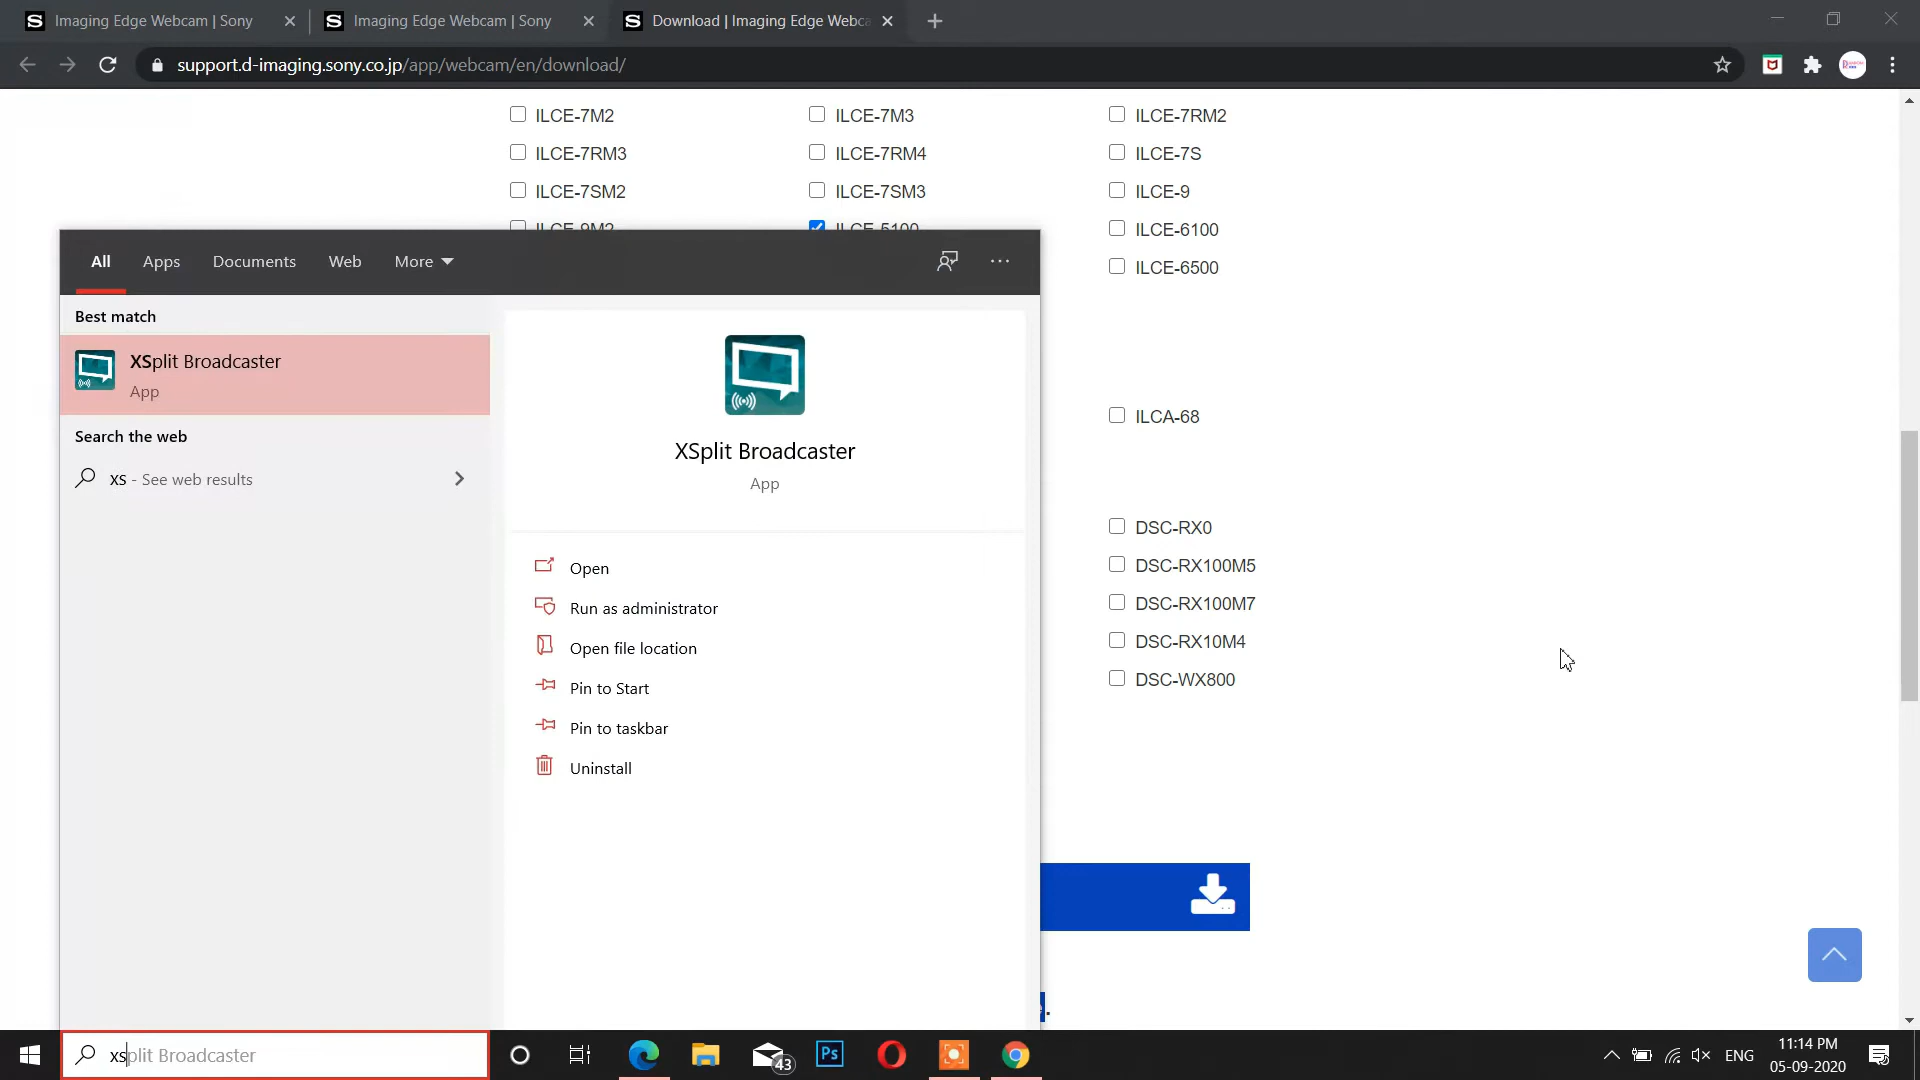 Imaging Edge Webcam | Sony
Imaging Edge Webcam | Sony
Download | Imaging Edge Webca
support.d-imaging.sony.co.jp/app/webcam/en/download/
ILCE-7M2
ILCE-7M3
ILCE-7RM2
ILCE-7RM3
ILCE-7RM4
ILCE-7S
ILCE-7SM2
ILCE-7SM3
ILCE-9
ILCE-9M2
ILCE-5100
ILCE-6100
ILCE-6500
ILCA-68
DSC-RX0
DSC-RX100M5
DSC-RX100M7
DSC-RX10M4
DSC-WX800
All
Apps
Documents
Web
More
Best match
XSplit Broadcaster
App
Search the web
xs - See web results
XSplit Broadcaster
App
Open
Run as administrator
Open file location
Pin to Start
Pin to taskbar
Uninstall
xsplit Broadcaster
43
Ps
ENG
11:14 PM
05-09-2020